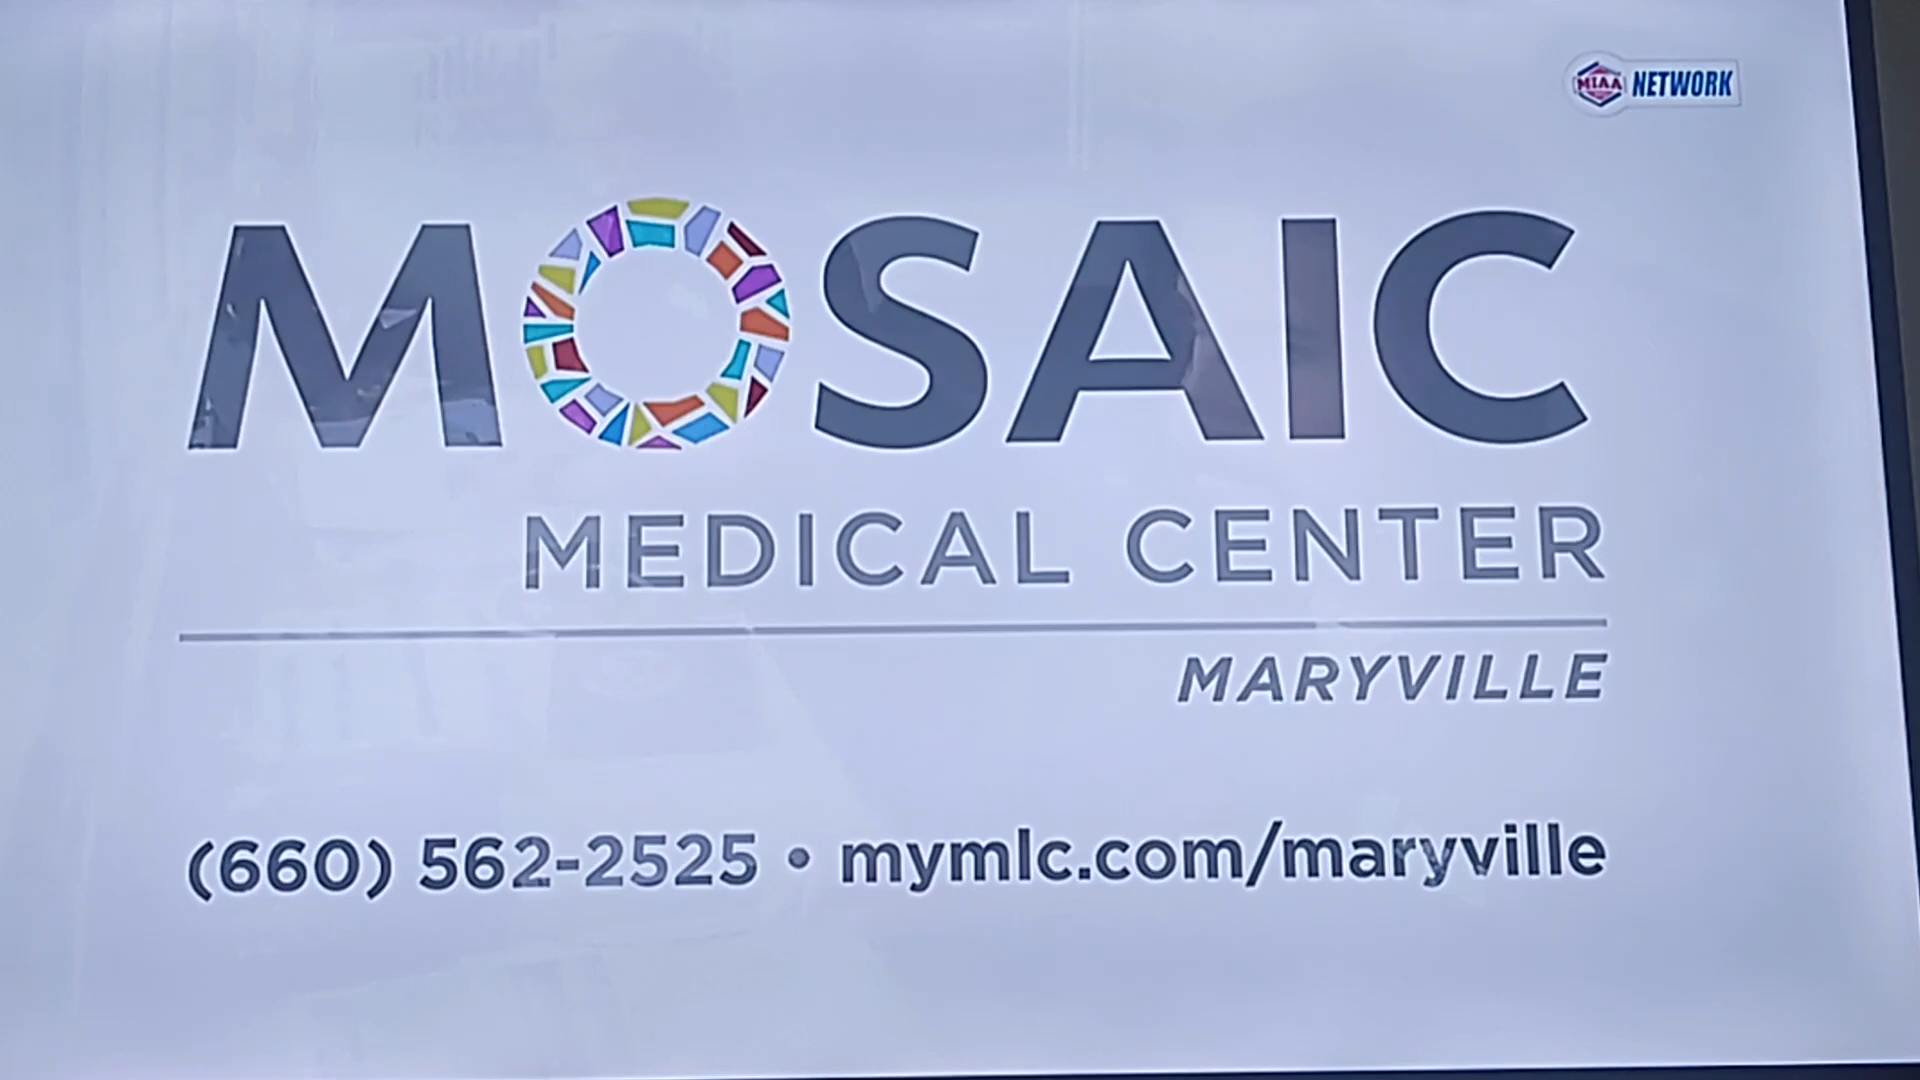 MIAA NETWORK
MOSAIC
MEDICAL CENTER
MARYVILLE
(660) 562-2525 • mymlc.com/maryville